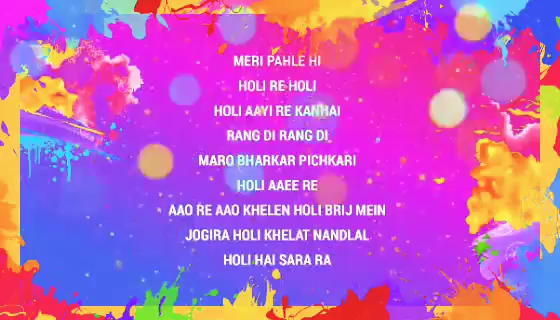 MERI PAHLE HI
HOLI RE HOLI
HOLI AAYI RE KANHAI
RANG DI RANG DI
MARO BHARKAR PICHKARI
HOLI AAEE RE
AAO RE AAO KHELEN HOLI BRIJ MEIN
JOGIRA HOLI KHELAT NANDLAL
HOLI HAI SARA RA